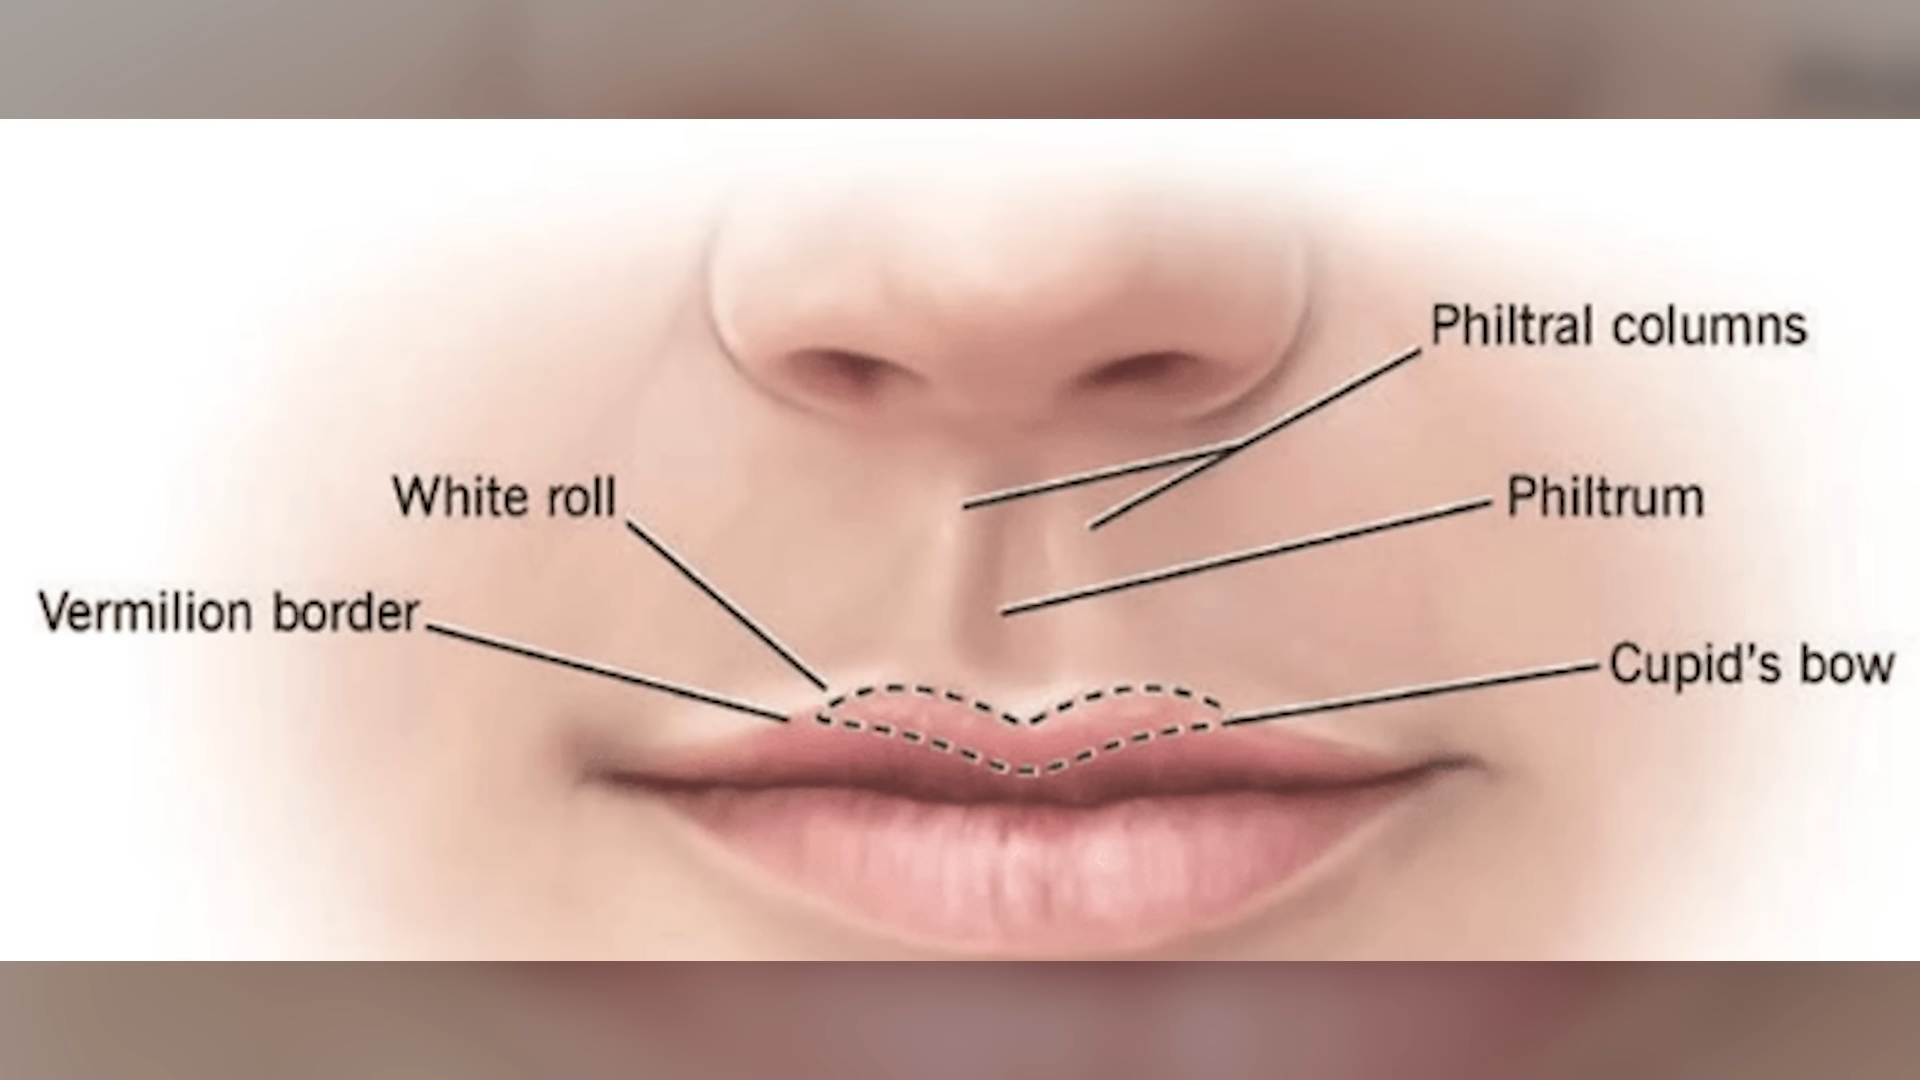 Philtral columns
White roll
Philtrum
Vermilion border
Cupid's bow